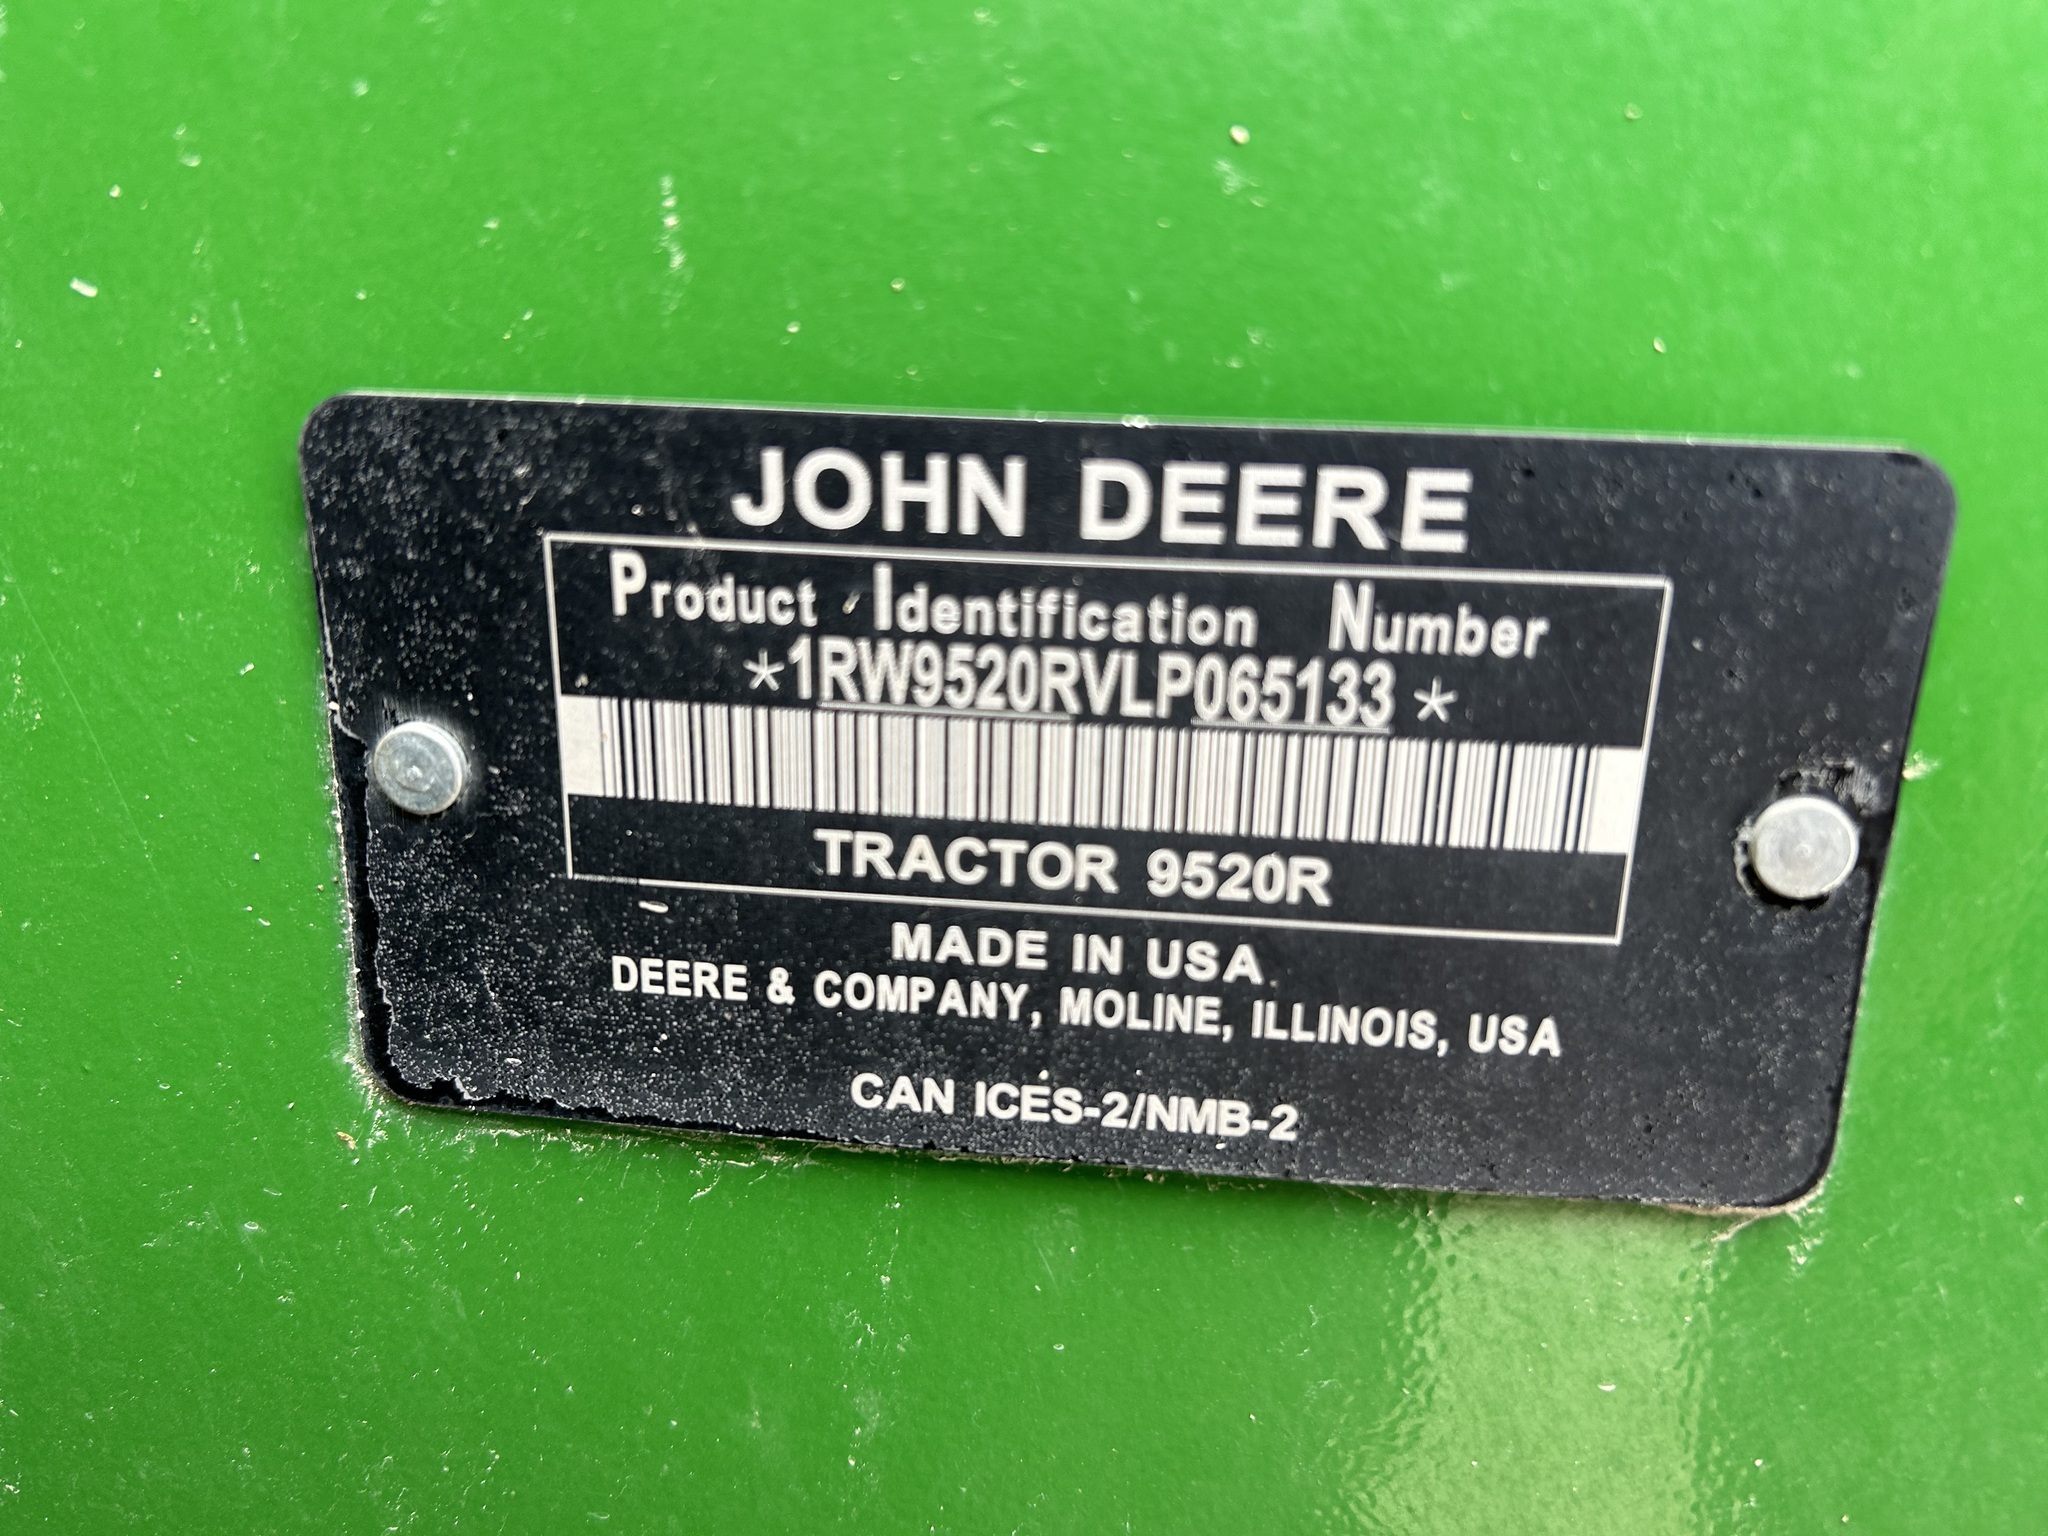 JOHN DEERE
Product Identification Number
*1RW9520RVLP065133*
TRACTOR 9520R
MADE IN USA
DEERE & COMPANY, MOLINE, ILLINOIS, USA
CAN ICES-2/NMB-2